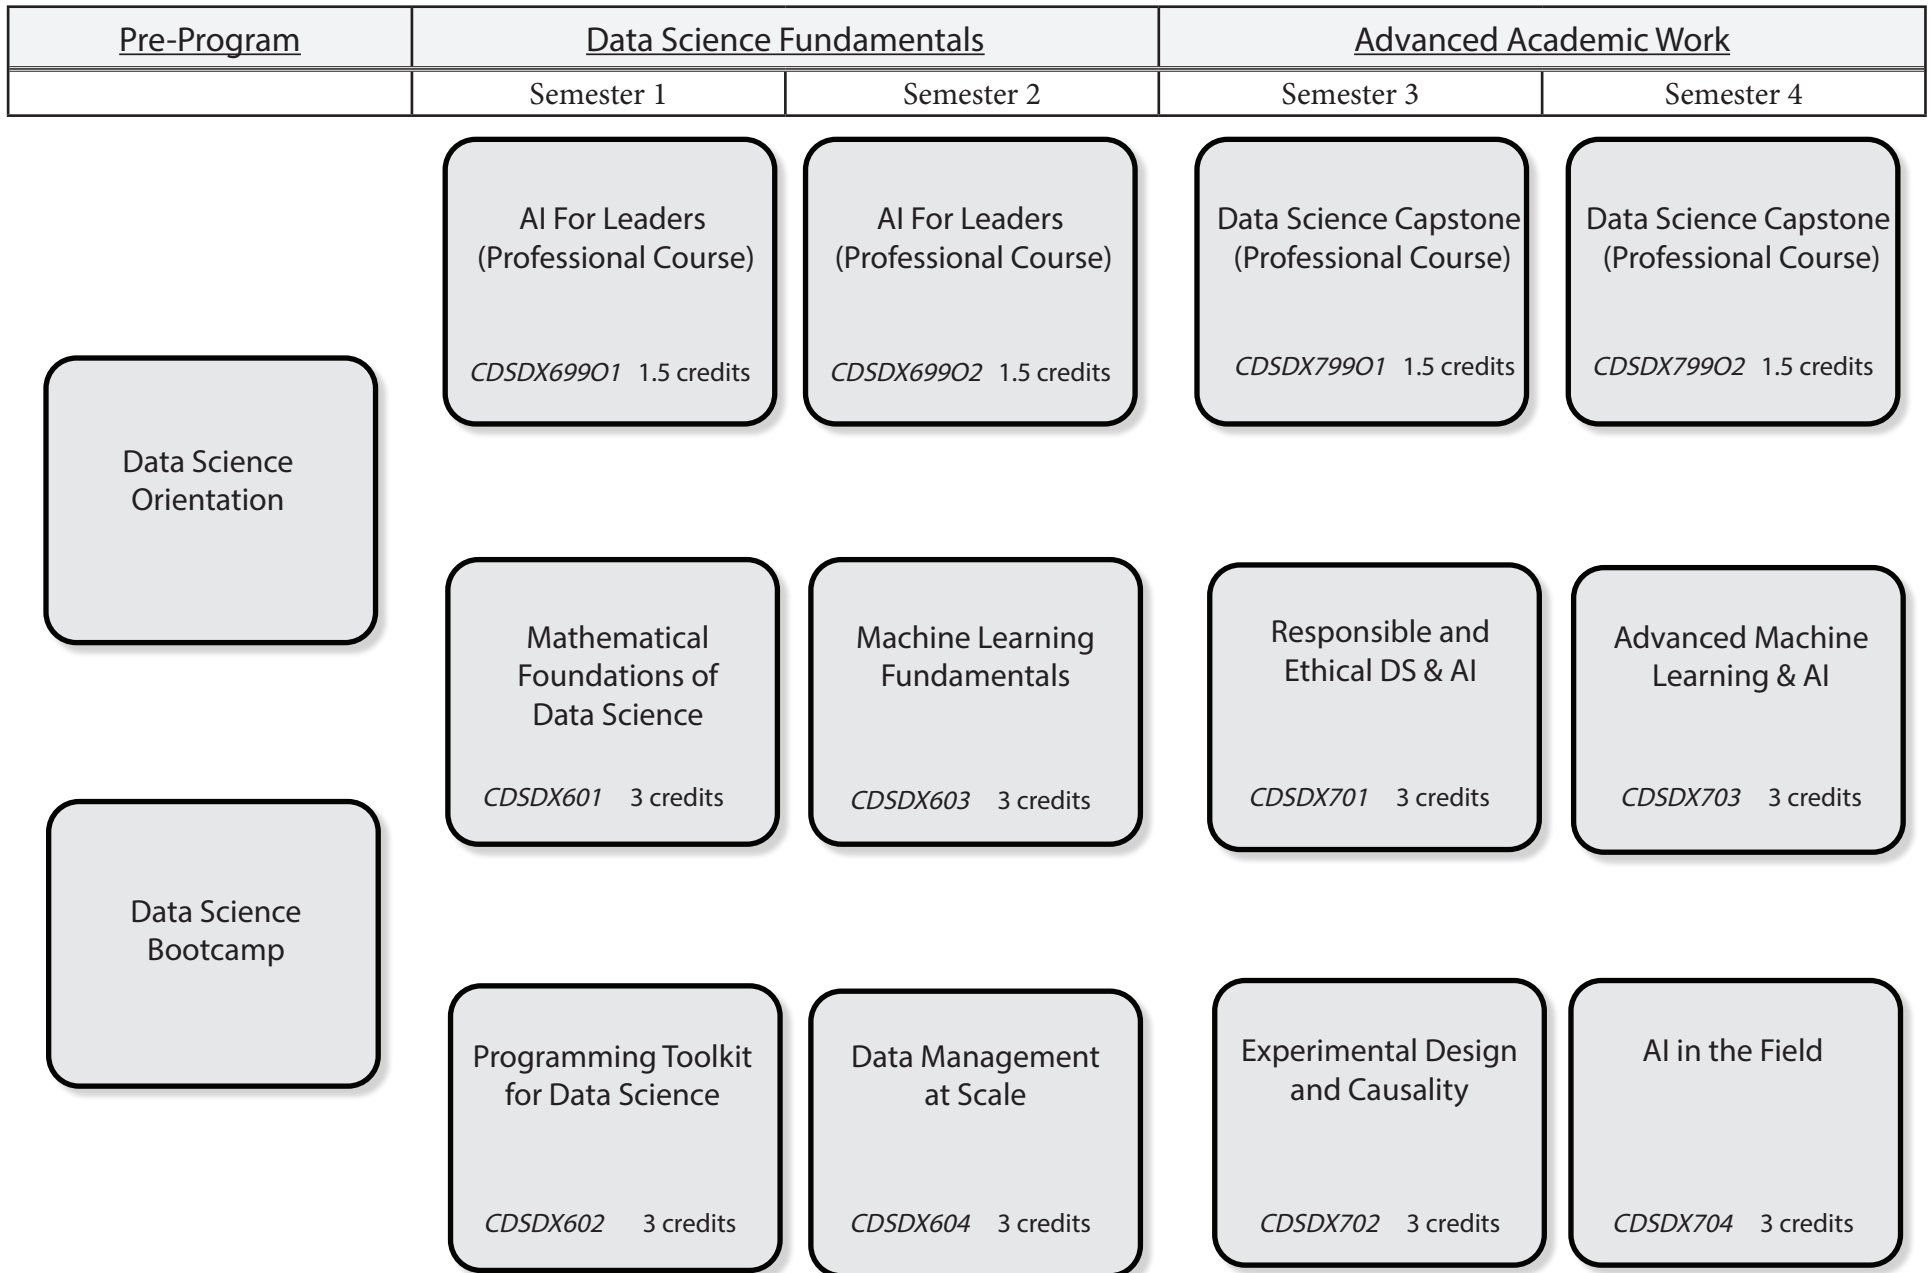 Pre-Program
Data Science Fundamentals
Advanced Academic Work
Semester 1
Semester 2
Semester 3
Semester 4
AI For Leaders
(Professional Course)
CDSDX699O1 1.5 credits
AI For Leaders
(Professional Course)
CDSDX699O2 1.5 credits
Data Science Capstone
(Professional Course)
CDSDX799O1 1.5 credits
Data Science Capstone
(Professional Course)
CDSDX799O2 1.5 credits
Data Science
Orientation
Mathematical
Foundations of
Data Science
CDSDX601 3 credits
Machine Learning
Fundamentals
CDSDX603 3 credits
Responsible and
Ethical DS & AI
CDSDX701 3 credits
Advanced Machine
Learning & AI
CDSDX703 3 credits
Data Science
Bootcamp
Programming Toolkit
for Data Science
CDSDX602 3 credits
Data Management
at Scale
CDSDX604 3 credits
Experimental Design
and Causality
CDSDX702 3 credits
AI in the Field
CDSDX704 3 credits